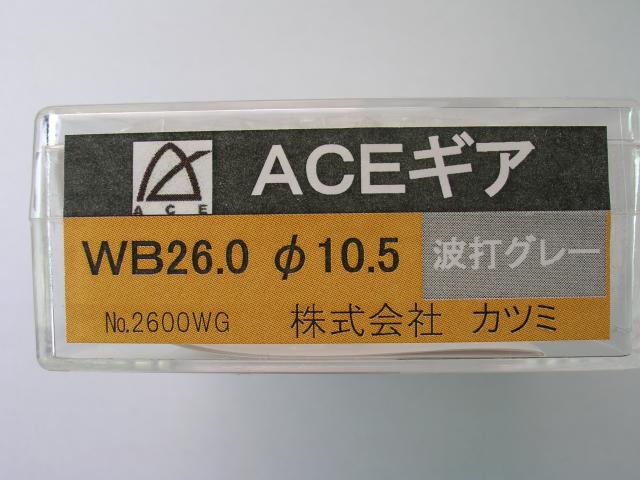 ACE
ACEギア
WB26.0 φ10.5
波打グレー
No.2600WG
株式会社 カツミ